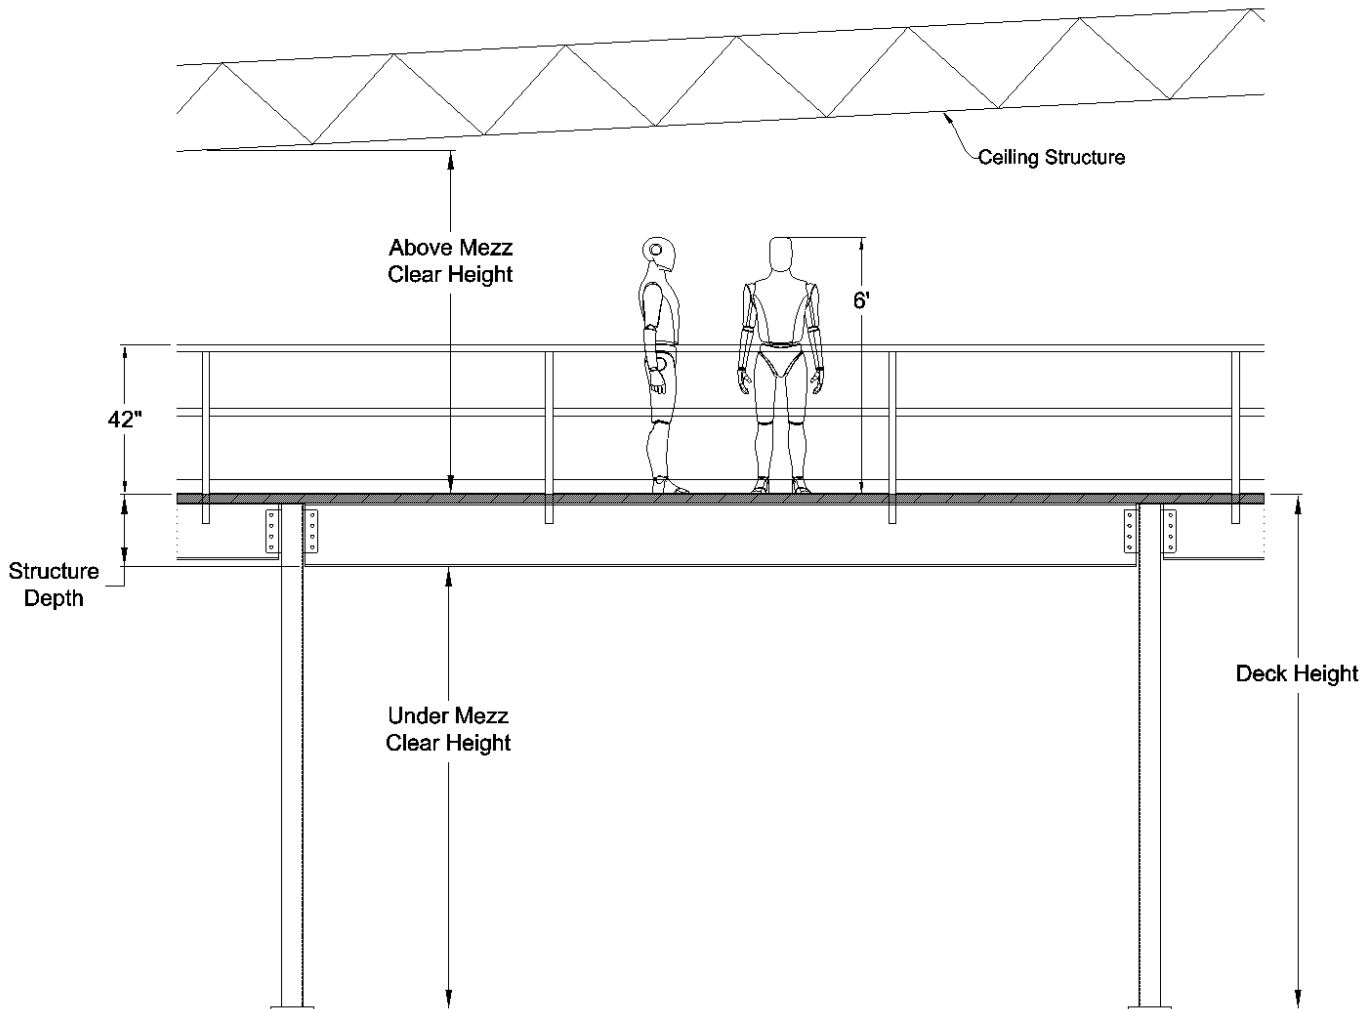 Ceiling Structure
Above Mezz
Clear Height
6'
42"
Structure
Depth
Deck Height
Under Mezz
Clear Height